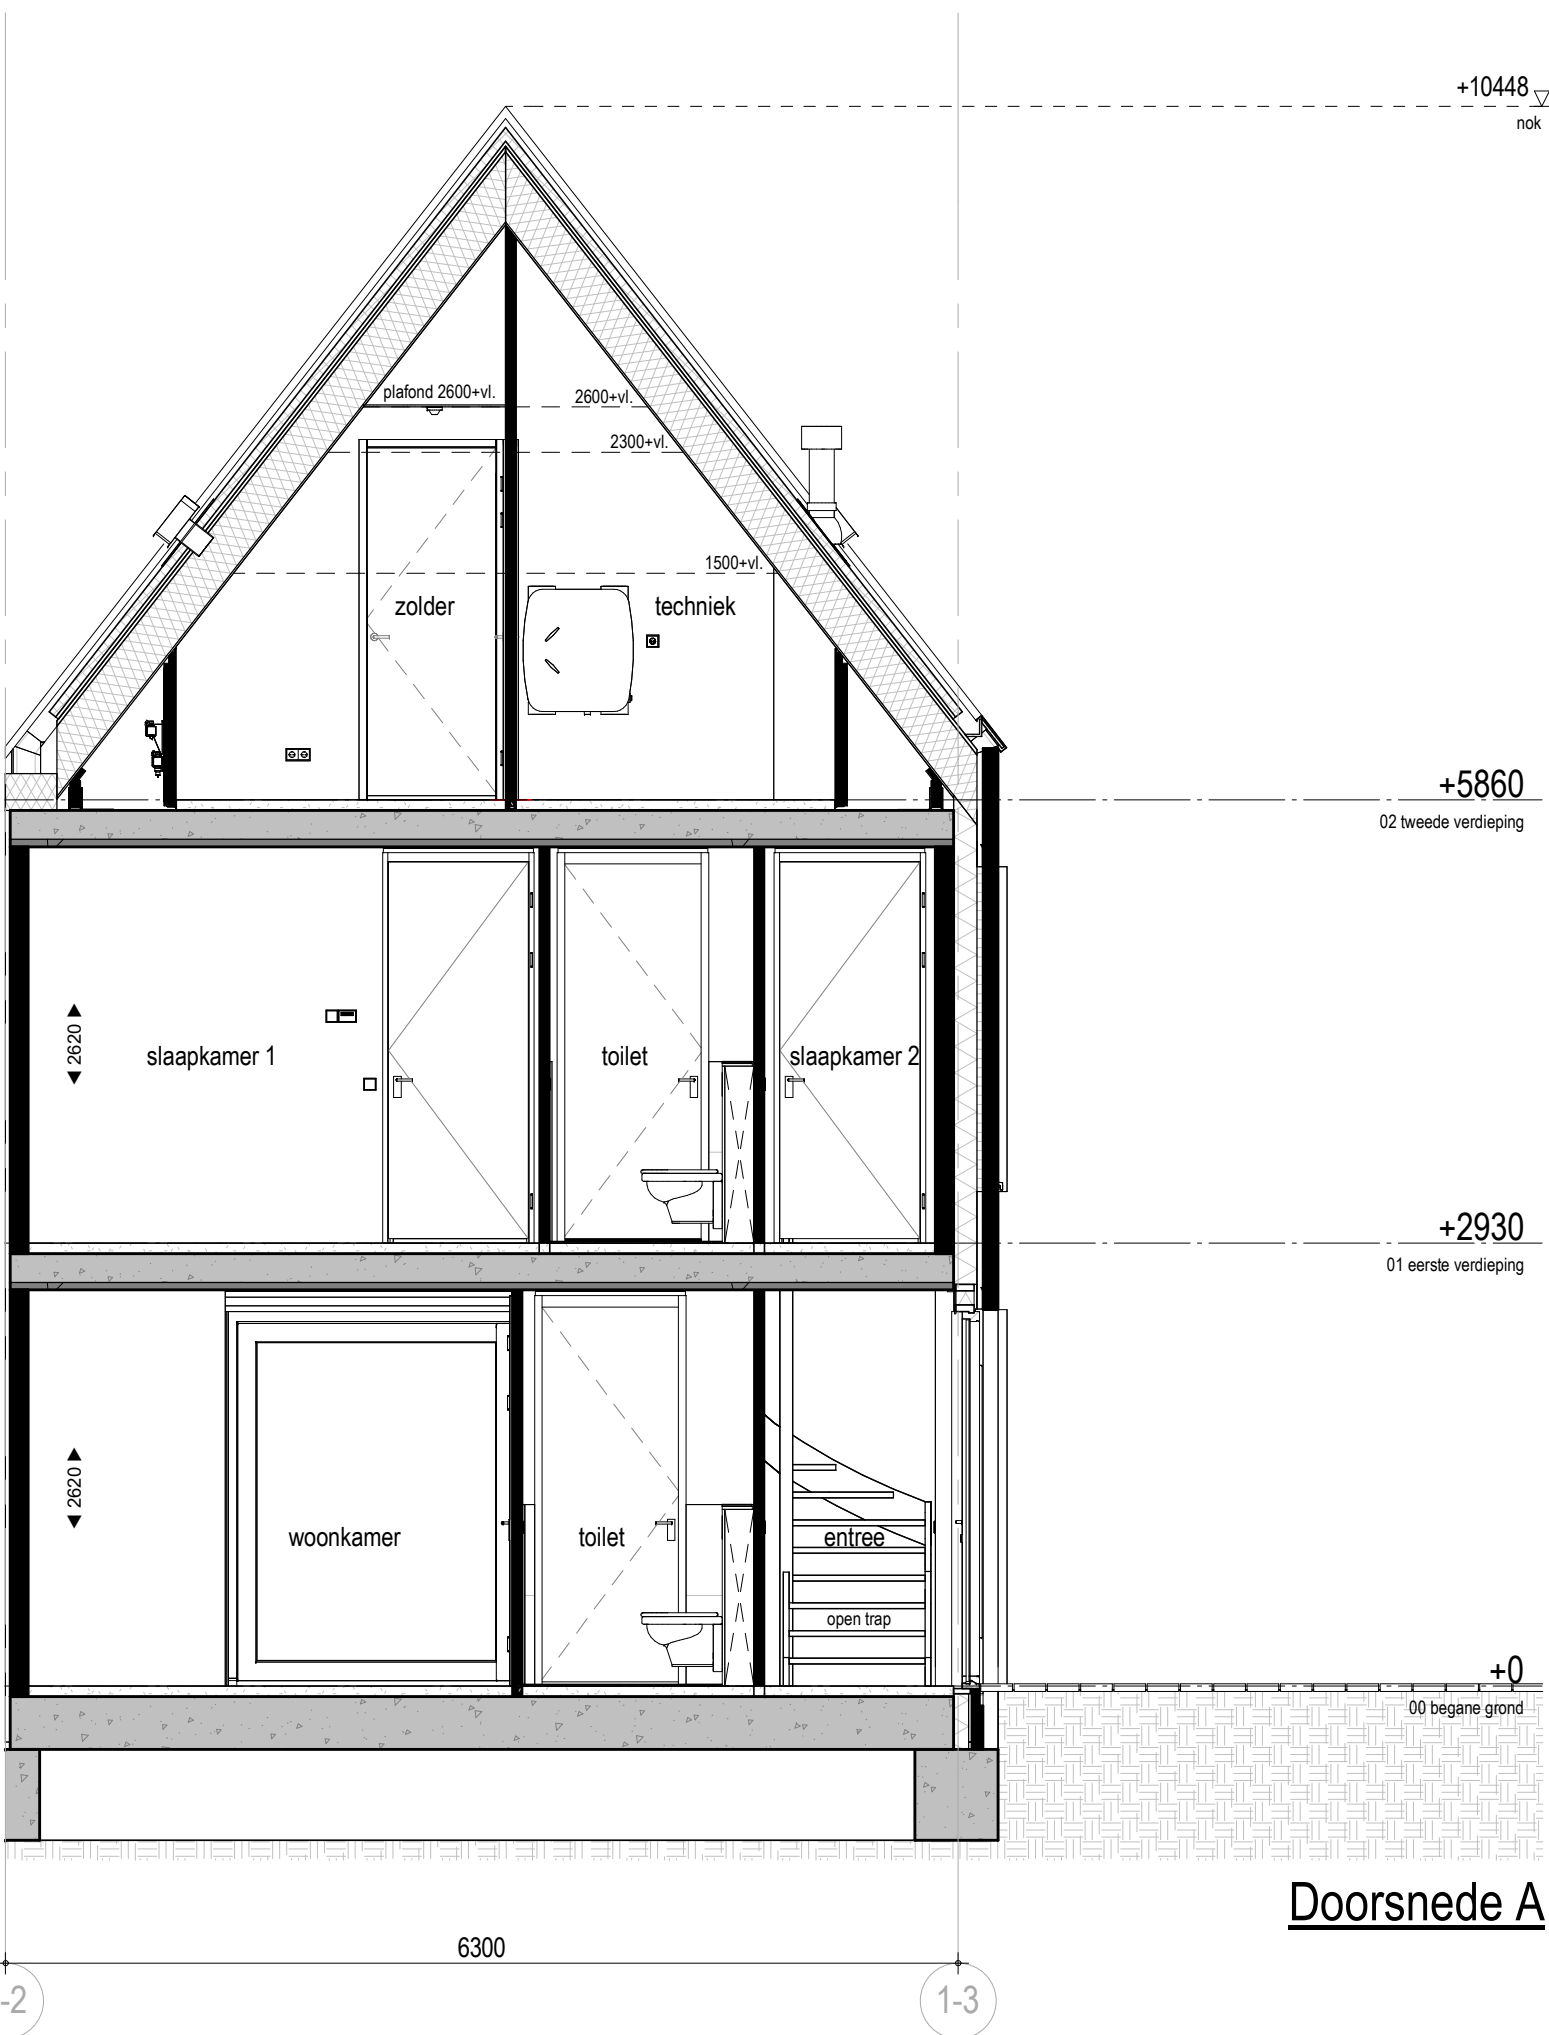 +10448
nok
plafond 2600+vl.
2600+vl.
2300+vl.
1500+vl.
zolder
techniek
+5860
02 tweede verdieping
2620
slaapkamer 1
toilet
slaapkamer 2
+2930
01 eerste verdieping
2620
woonkamer
toilet
entree
open trap
+0
00 begane grond
Doorsnede A
6300
-2
1-3